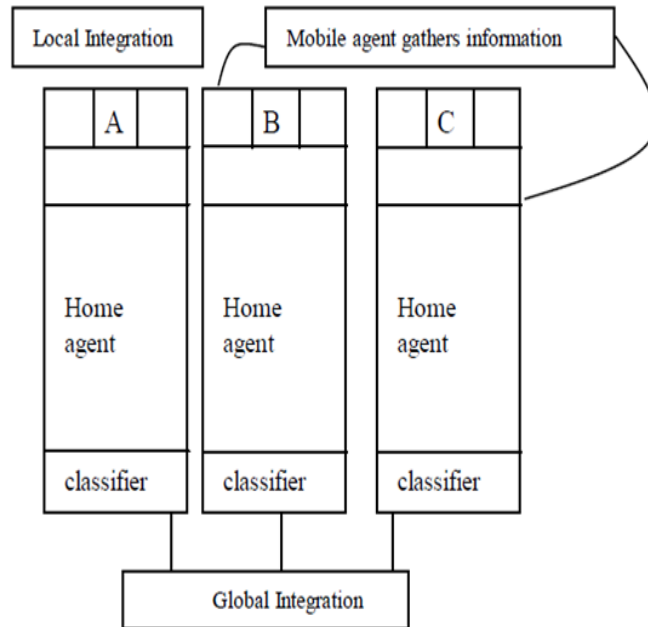 Local Integration
Mobile agent gathers information
A
B
C
Home
agent
Home
agent
Home
agent
classifier
classifier
classifier
Global Integration